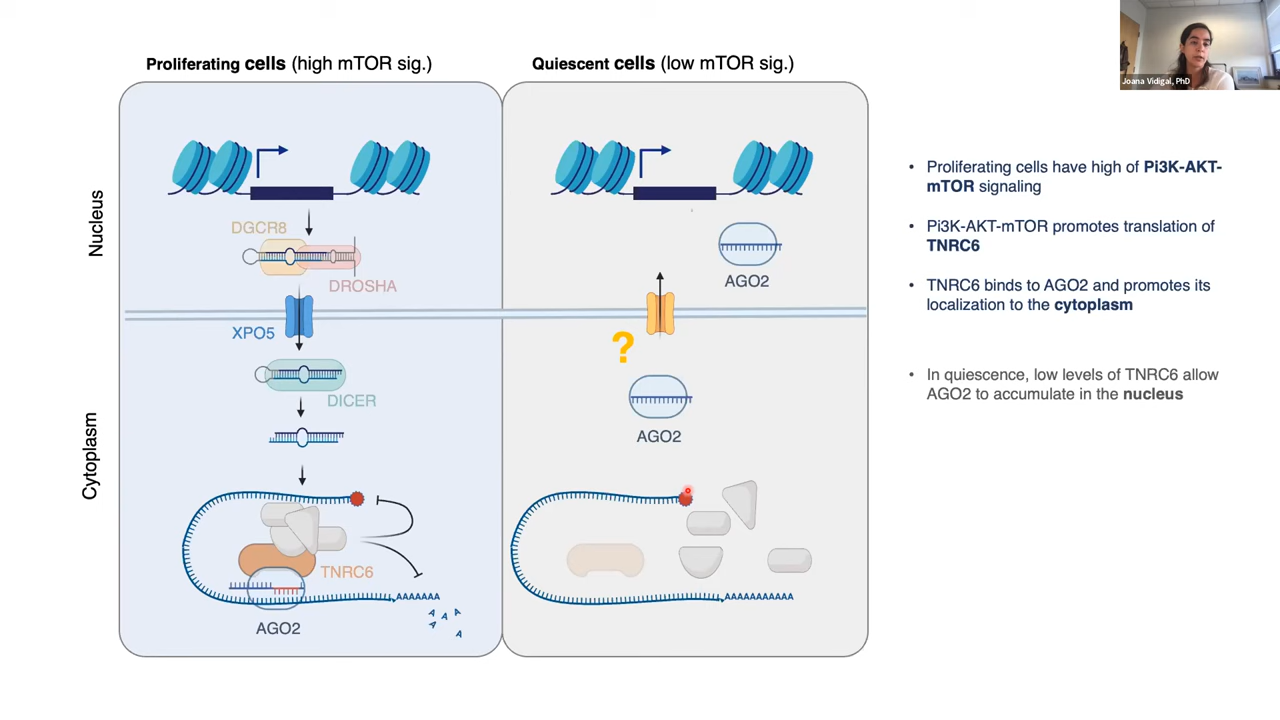 Joana Vidigal, PhD
Proliferating cells (high mTOR sig.)
Quiescent cells (low mTOR sig.)
Nucleus
Cytoplasm
DGCR8
DROSHA
XPO5
DICER
TNRC6
AAAAAAA
A
A
A
A
A
AGO2
AGO2
?
AGO2
AAAAAAAAAAA
• Proliferating cells have high of Pi3K-AKT-
mTOR signaling
• Pi3K-AKT-mTOR promotes translation of
TNRC6
• TNRC6 binds to AGO2 and promotes its
localization to the cytoplasm
• In quiescence, low levels of TNRC6 allow
AGO2 to accumulate in the nucleus